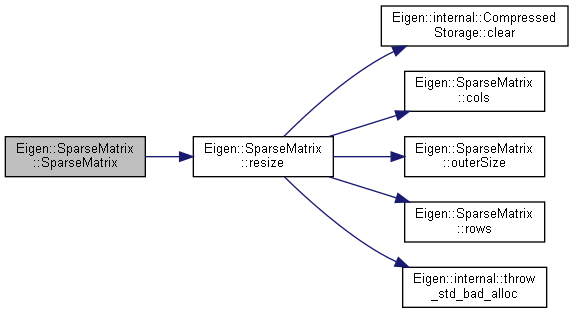 Eigen::SparseMatrix
::SparseMatrix
Eigen::SparseMatrix
::resize
Eigen::internal::Compressed
Storage::clear
Eigen::SparseMatrix
::cols
Eigen::SparseMatrix
::outerSize
Eigen::SparseMatrix
::rows
Eigen::internal::throw
_std_bad_alloc